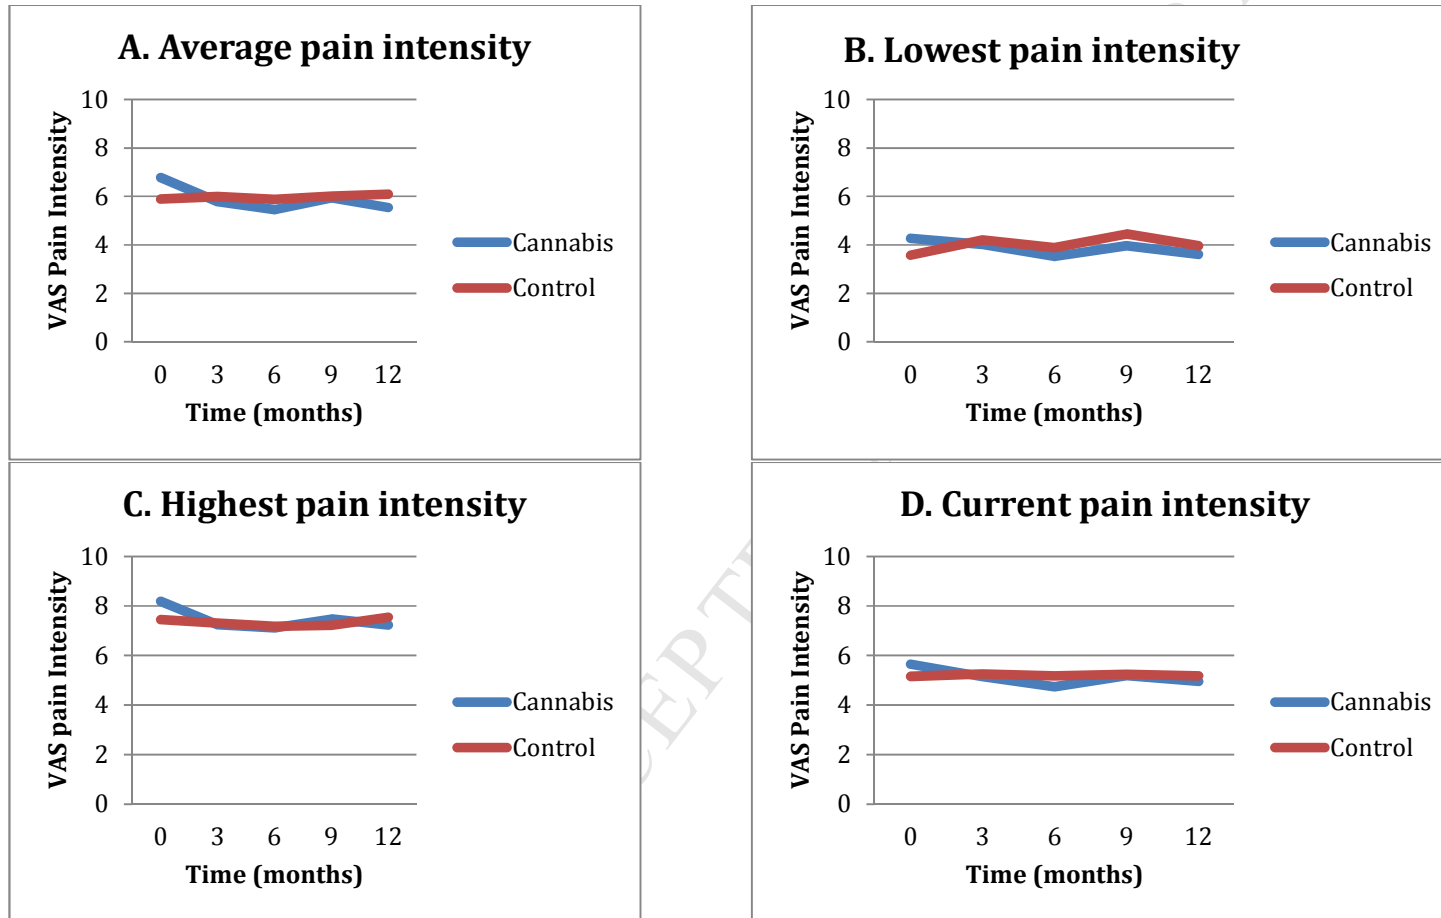 A. Average pain intensity
VAS Pain Intensity
10
8
6
4
2
0
0 3 6 9 12
Time (months)
Cannabis
Control
B. Lowest pain intensity
VAS Pain Intensity
10
8
6
4
2
0
0 3 6 9 12
Time (months)
Cannabis
Control
C. Highest pain intensity
VAS pain Intensity
10
8
6
4
2
0
0 3 6 9 12
Time (months)
Cannabis
Control
D. Current pain intensity
VAS Pain Intensity
10
8
6
4
2
0
0 3 6 9 12
Time (months)
Cannabis
Control